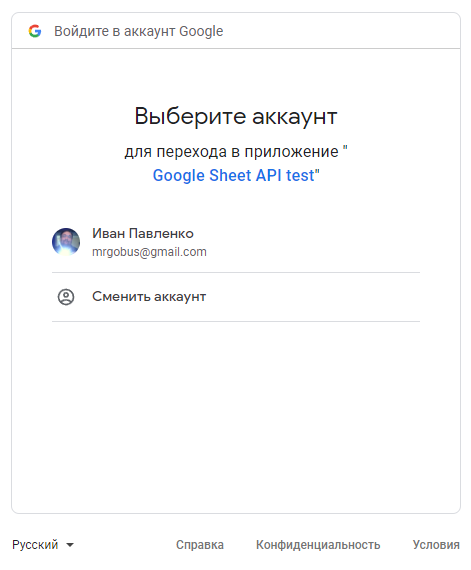 Войдите в аккаунт Google
Выберите аккаунт
для перехода в приложение "
Google Sheet API test"
Иван Павленко
mrgobus@gmail.com
Сменить аккаунт
Русский Справка Конфиденциальность Условия